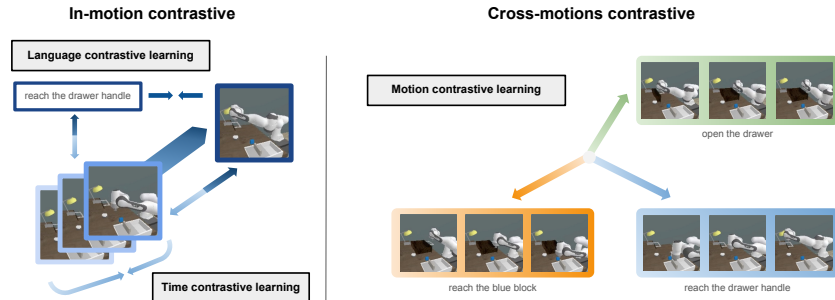 In-motion contrastive
Language contrastive learning
reach the drawer handle
Time contrastive learning
Cross-motions contrastive
Motion contrastive learning
open the drawer
reach the blue block
reach the drawer handle